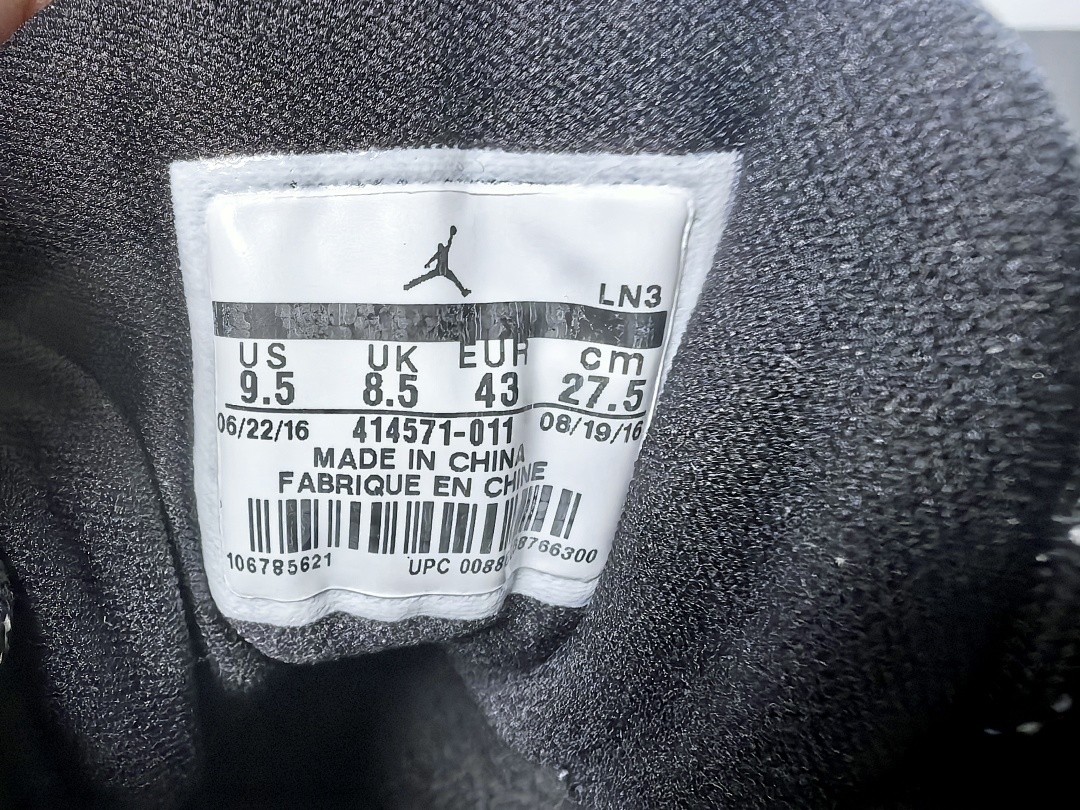 LN3
US UK EUR cm
9.5 8.5 43 27.5
06/22/16 414571-011 08/19/16
MADE IN CHINA
FABRIQUE EN CHINE
106785621 UPC